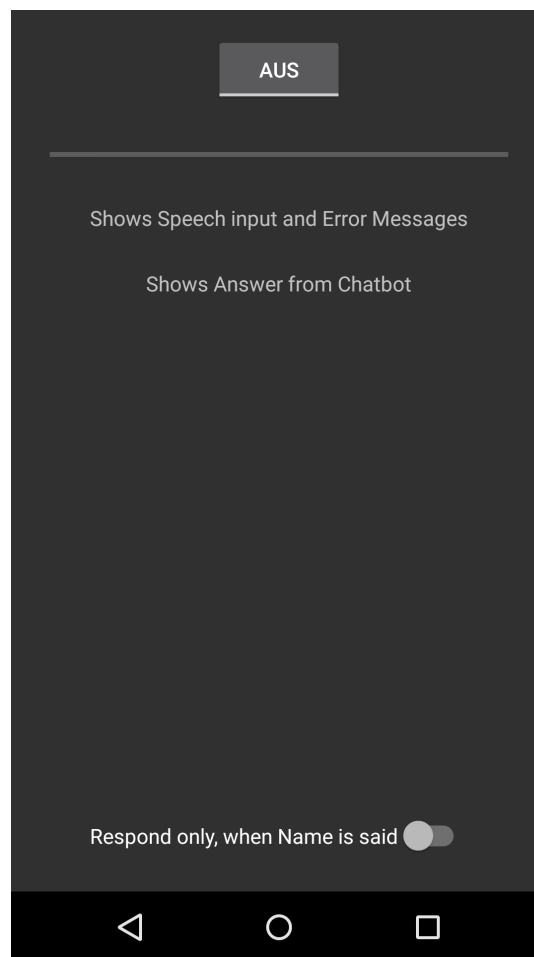 AUS
Shows Speech input and Error Messages
Shows Answer from Chatbot
Respond only, when Name is said